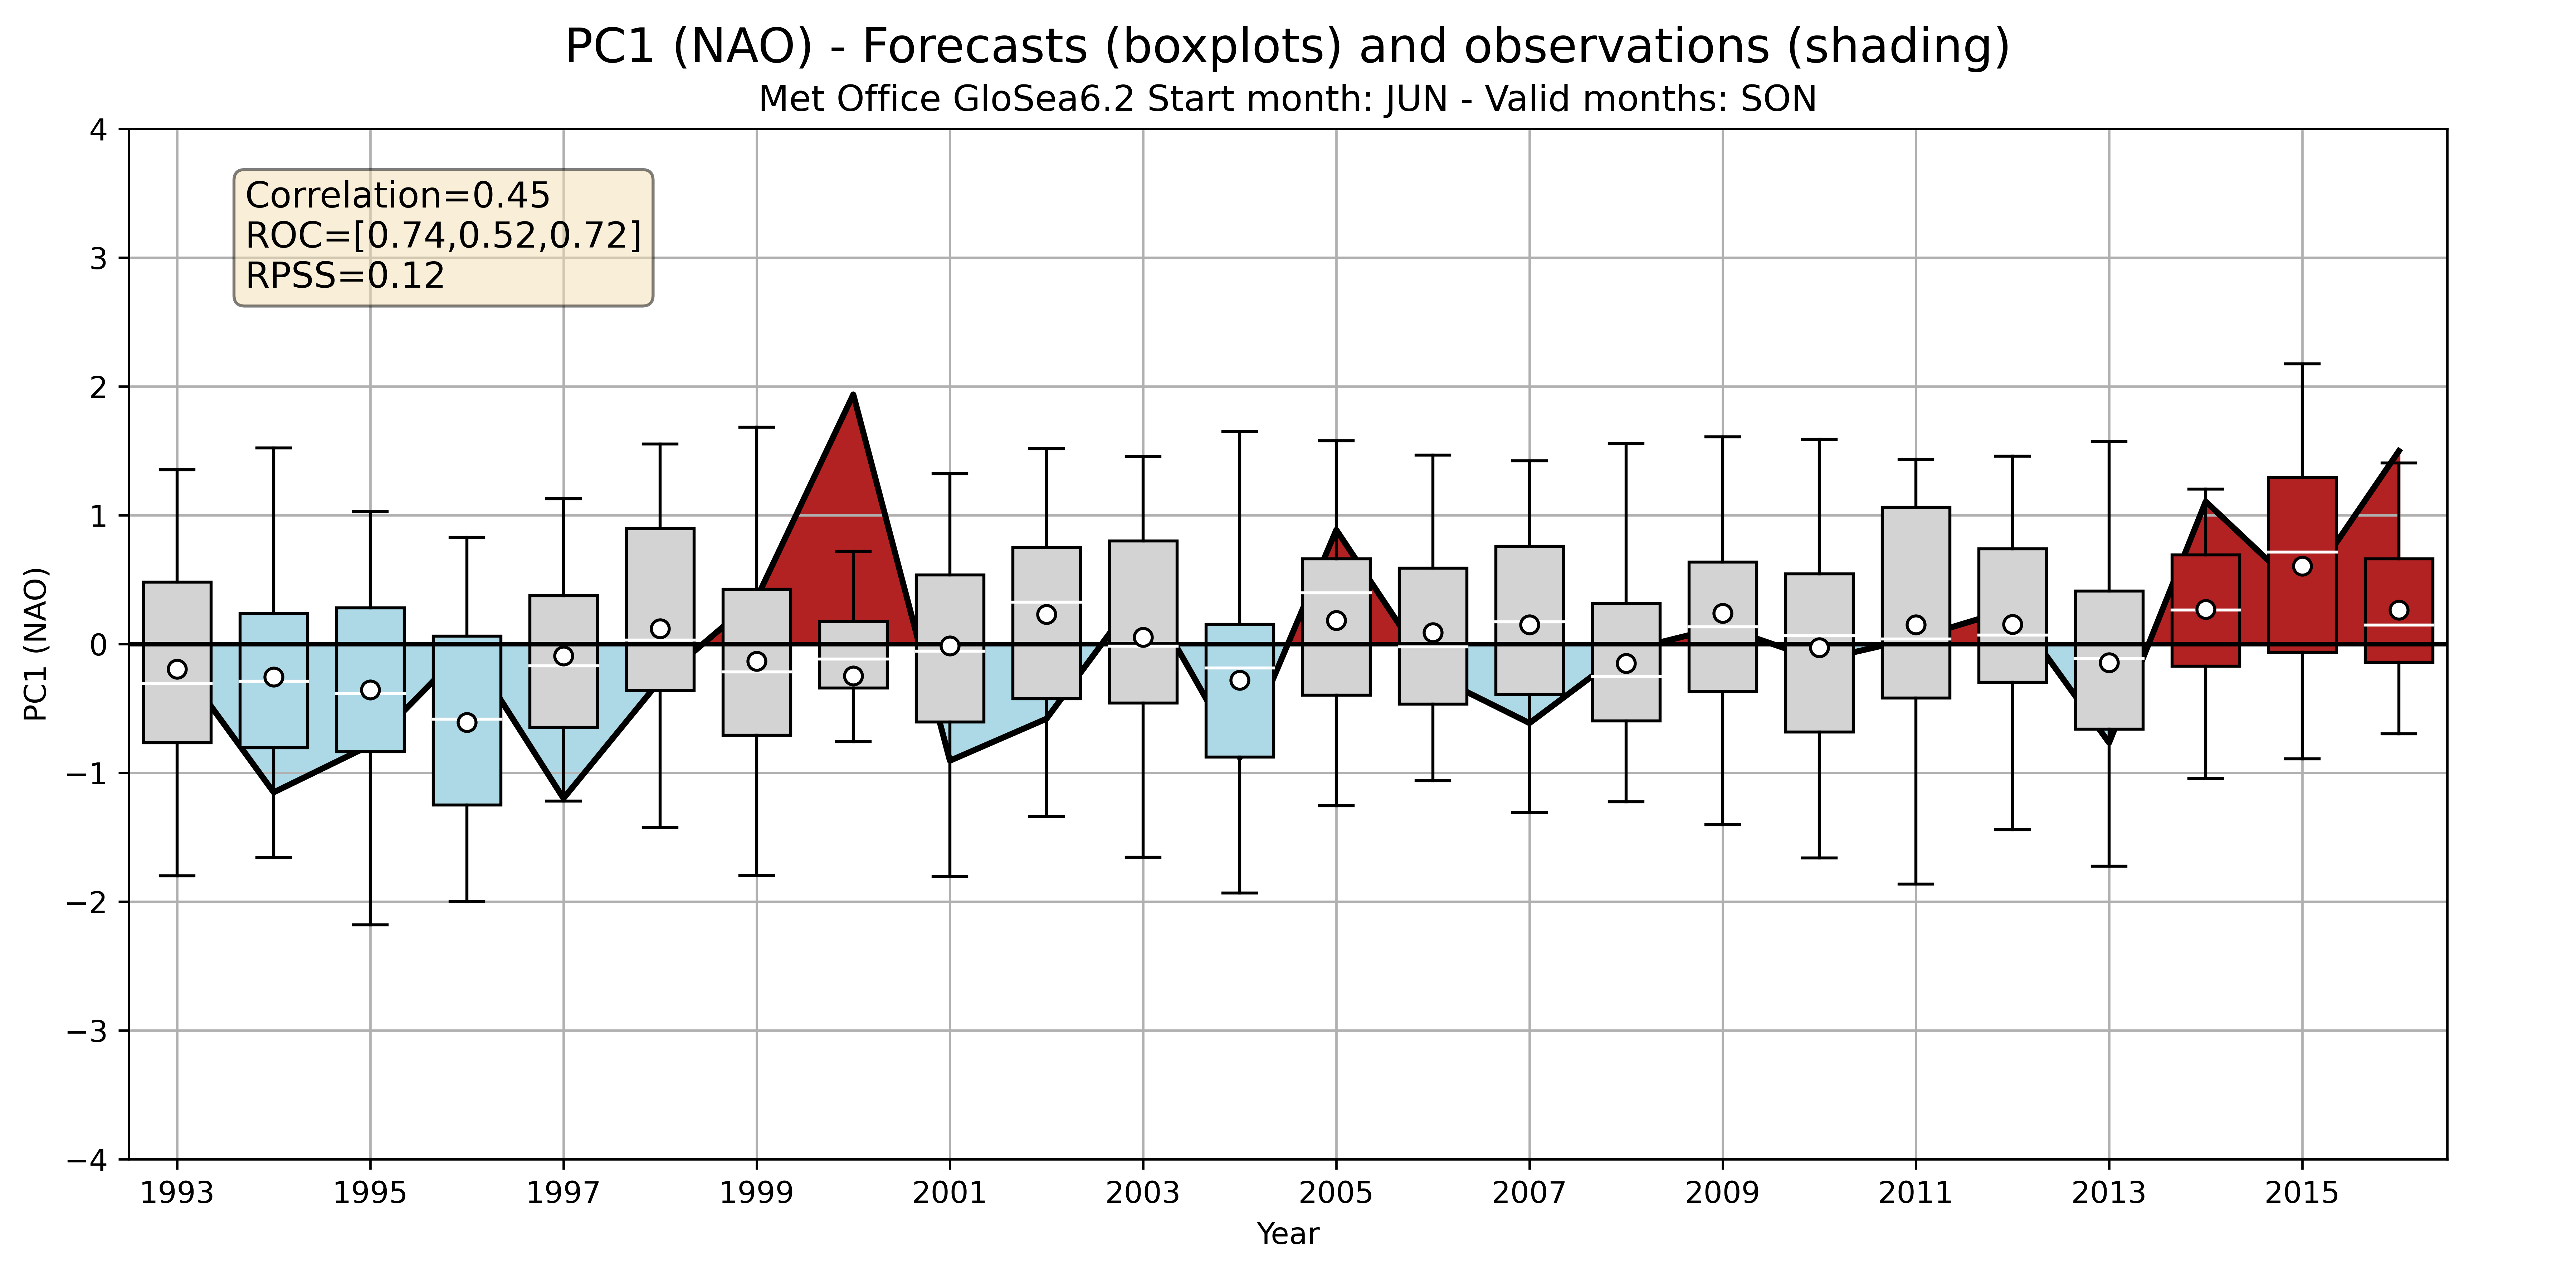 PC1 (NAO) - Forecasts (boxplots) and observations (shading)
Met Office GloSea6.2 Start month: JUN - Valid months: SON
Correlation=0.45
ROC=[0.74,0.52,0.72]
RPSS=0.12
PC1 (NAO)
4
3
2
1
0
−1
−2
−3
−4
1993 1995 1997 1999 2001 2003 2005 2007 2009 2011 2013 2015
Year